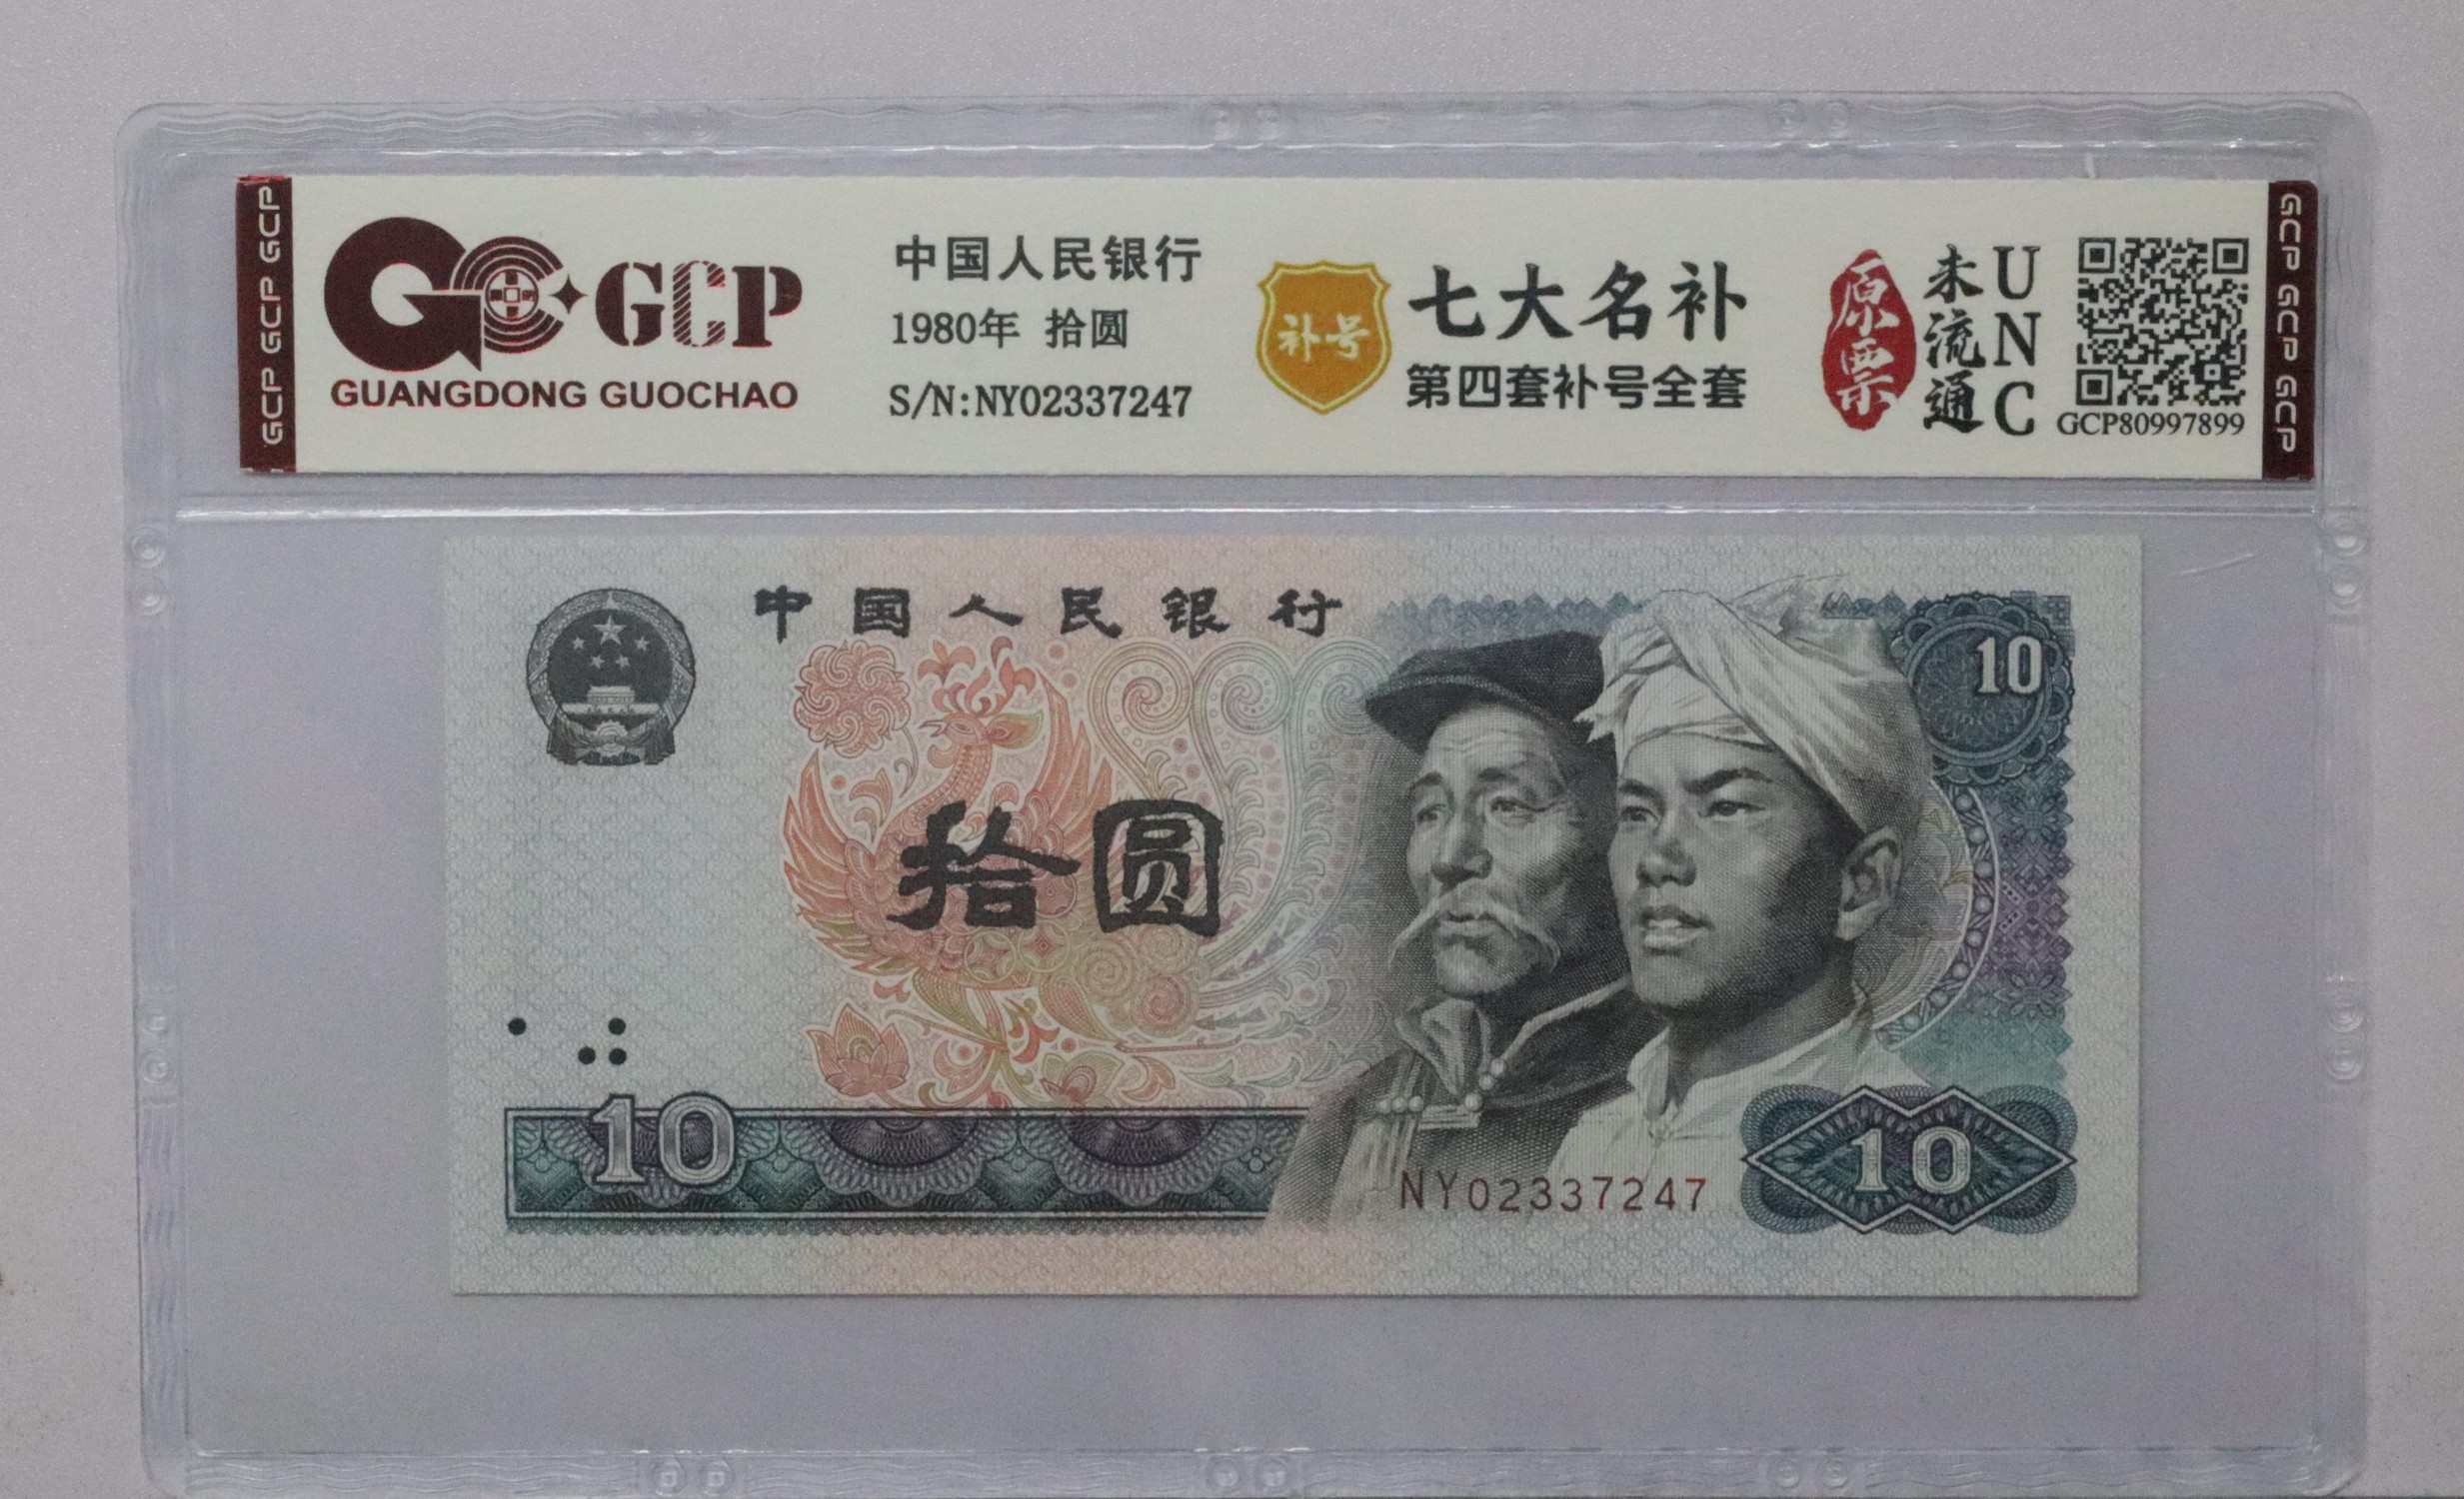 GCP GCP GCP
GCP
GUANGDONG GUOCHAO
中国人民银行
1980年 拾圆
S/N:NY02337247
补号
七大名补
第四套补号全套
原票
未流通
UNC
GCP80997899
GCP GCP GCP
中国人民银行
10
拾圆
10
NY02337247
10